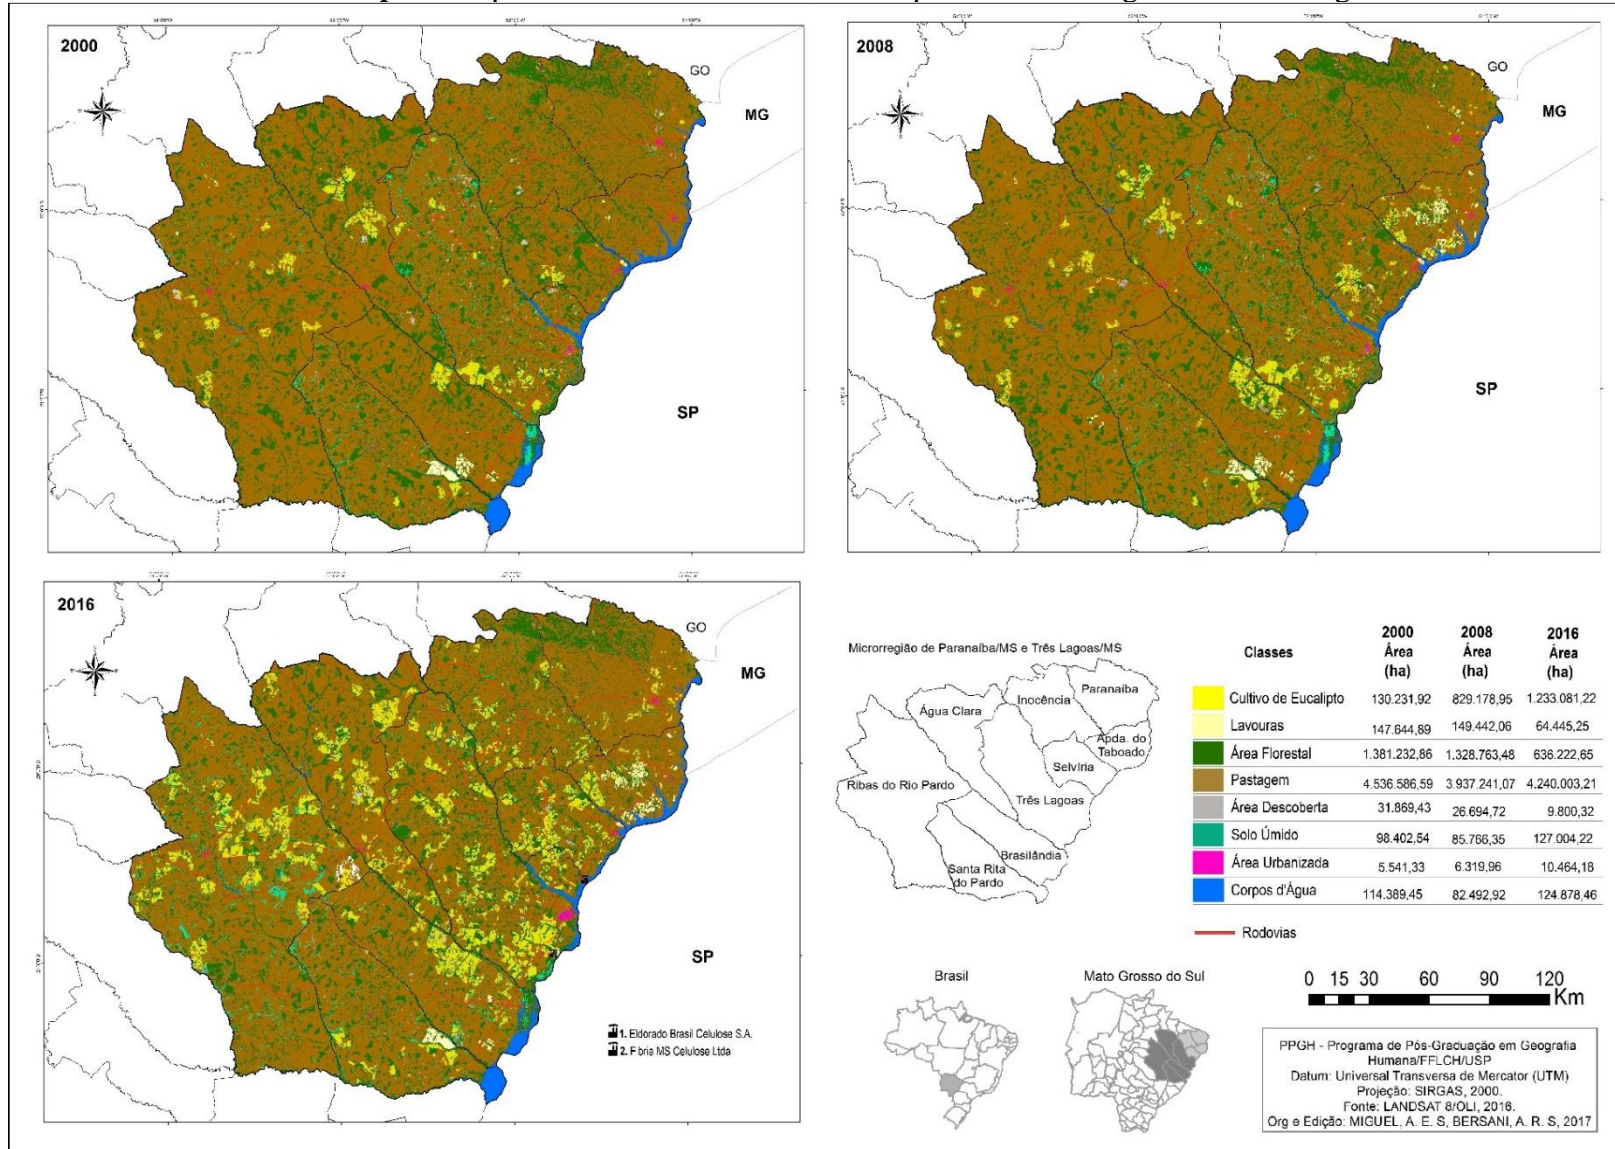 2000
GO
MG
SP
2008
GO
MG
SP
2016
GO
MG
SP
1. Eldorado Brasil Celulose S.A.
2. Fibria MS Celulose Ltda
Microrregião de Paranaíba/MS e Três Lagoas/MS
Paranaíba
Inocência
Água Clara
Apda. do
Taboado
Selvíria
Ribas do Rio Pardo
Três Lagoas
Brasilândia
Santa Rita
do Pardo
Classes 2000 Área (ha) 2008 Área (ha) 2016 Área (ha)
Cultivo de Eucalipto 130.231,92 829.178,95 1.233.081,22
Lavouras 147.644,89 149.442,06 64.445,25
Área Florestal 1.381.232,86 1.328.763,48 636.222,65
Pastagem 4.536.586,59 3.937.241,07 4.240.003,21
Área Descoberta 31.869,43 26.694,72 9.800,32
Solo Úmido 98.402,54 85.766,35 127.004,22
Área Urbanizada 5.541,33 6.319,96 10.464,18
Corpos d'Água 114.389,45 82.492,92 124.878,46
Rodovias
Brasil
Mato Grosso do Sul
0 15 30 60 90 120
Km
PPGH - Programa de Pós-Graduação em Geografia
Humana/FFLCH/USP
Datum: Universal Transversa de Mercator (UTM)
Projeção: SIRGAS, 2000.
Fonte: LANDSAT 8/OLI, 2016.
Org e Edição: MIGUEL, A. E. S, BERSANI, A. R. S, 2017